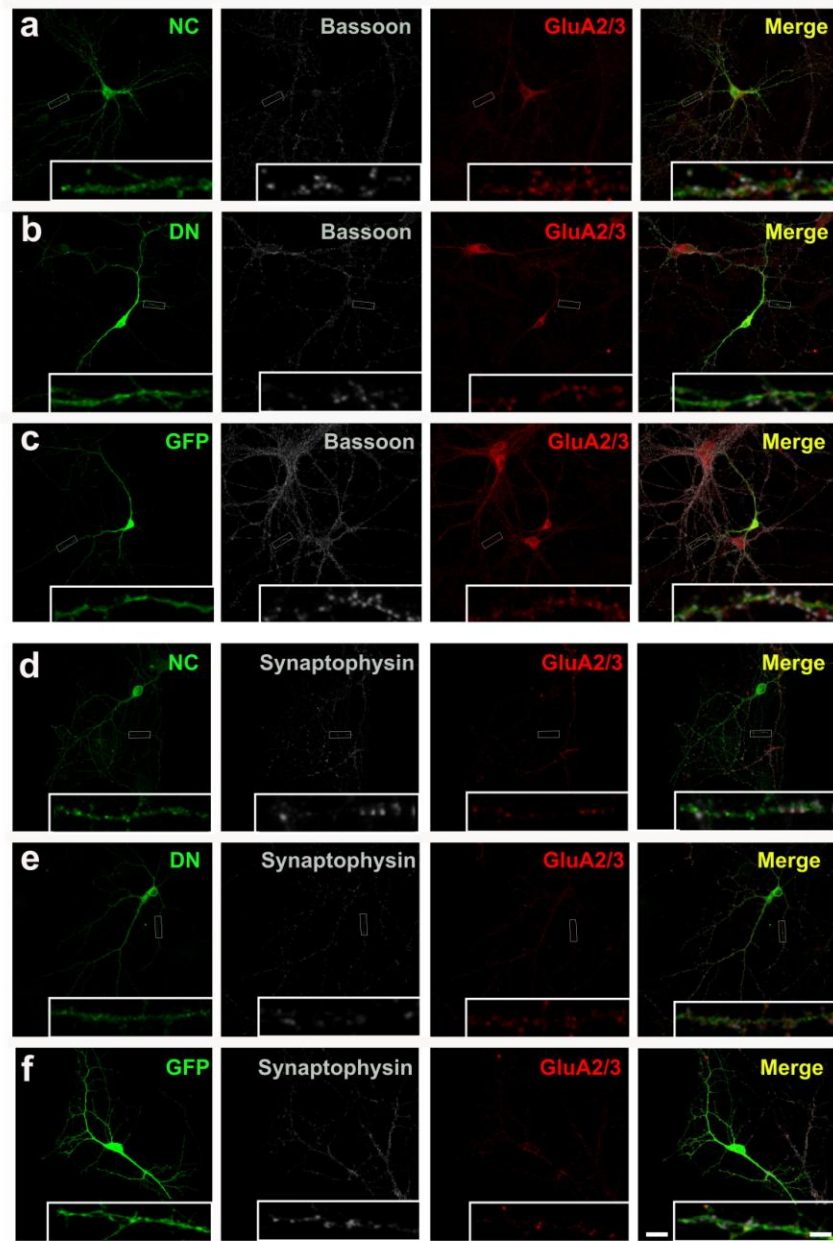 a NC Bassoon GluA2/3 Merge
b DN Bassoon GluA2/3 Merge
c GFP Bassoon GluA2/3 Merge
d NC Synaptophysin GluA2/3 Merge
e DN Synaptophysin GluA2/3 Merge
f GFP Synaptophysin GluA2/3 Merge